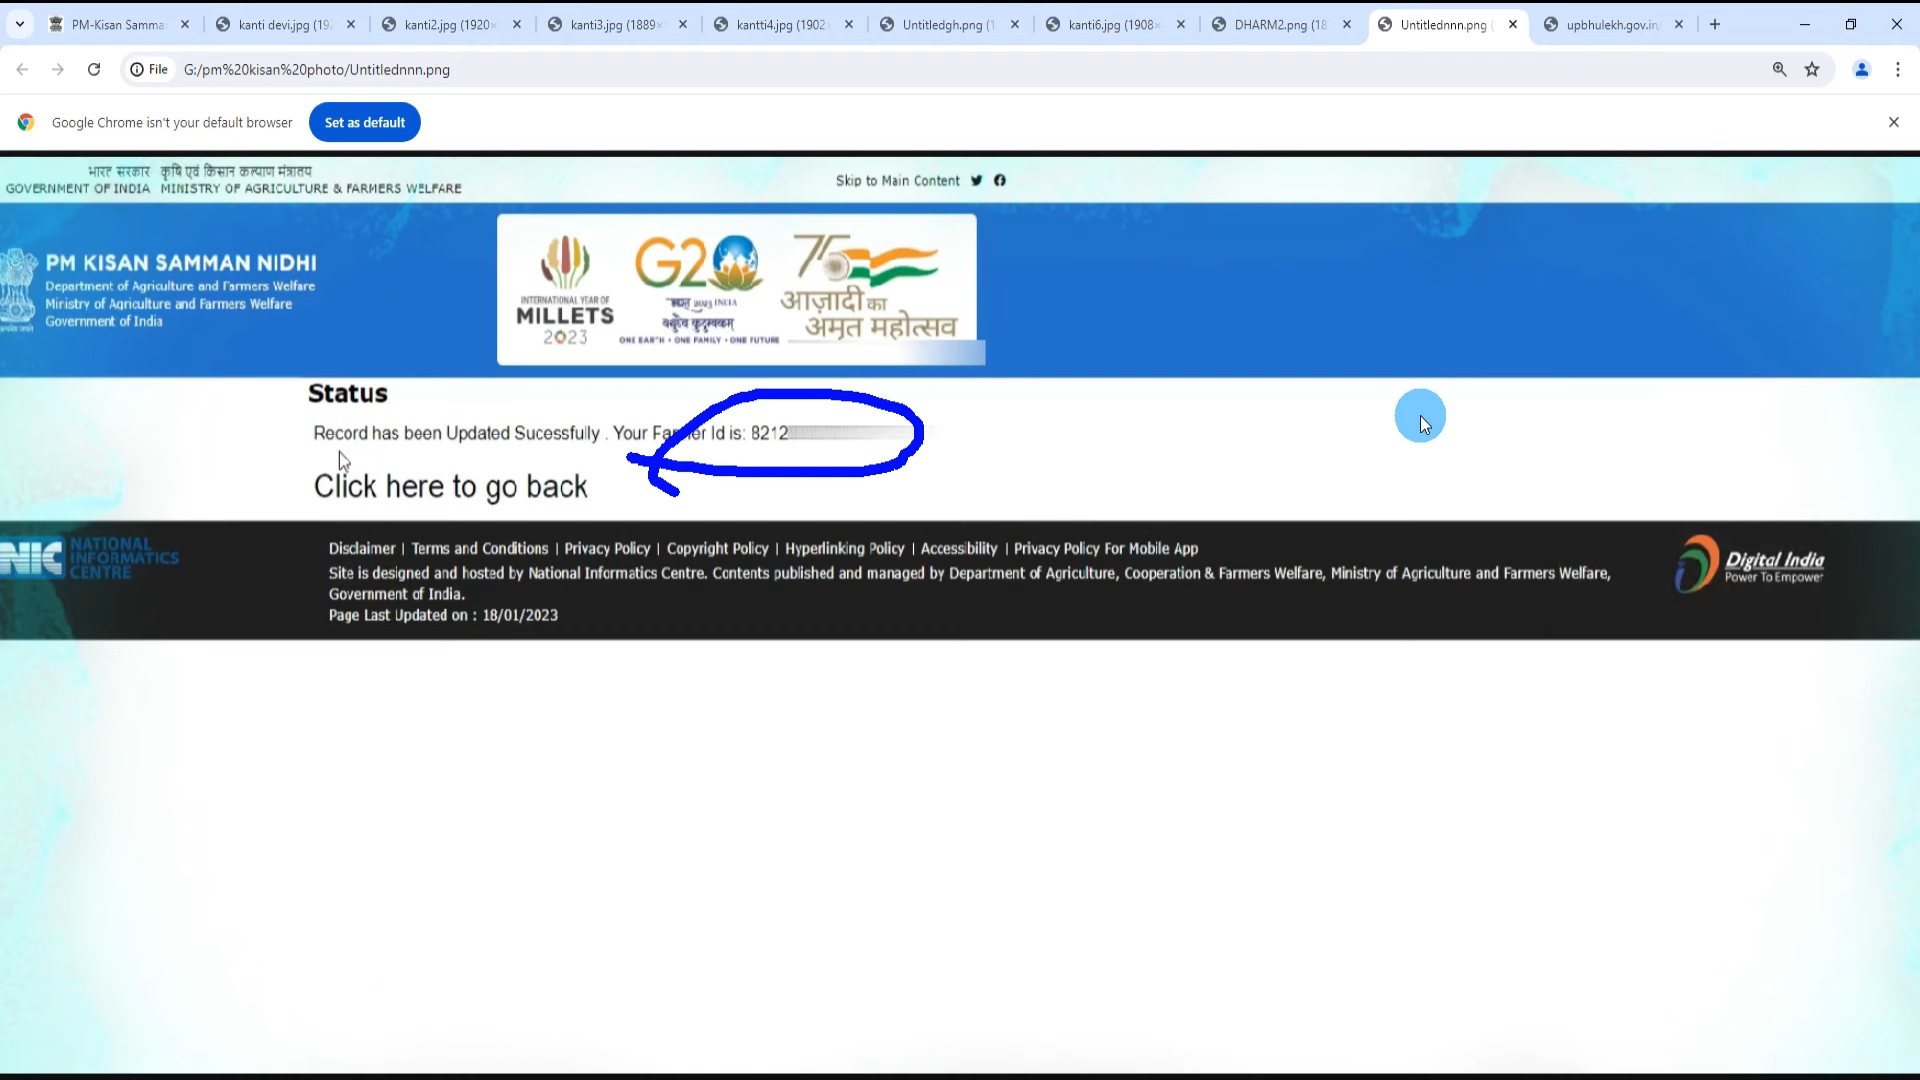 PM-Kisan Samma
kanti devi.jpg (192
kanti2.jpg (1920×
kanti3.jpg (1889×
kantti4.jpg (1902×
Untitledgh.png (1
kanti6.jpg (1908×
DHARM2.png (18
Untitlednnn.png (
upbhulekh.gov.in
File
G:/pm%20kisan%20photo/Untitlednnn.png
Google Chrome isn't your default browser
Set as default
भारत सरकार कृषि एवं किसान कल्याण मंत्रालय
GOVERNMENT OF INDIA MINISTRY OF AGRICULTURE & FARMERS WELFARE
Skip to Main Content
PM KISAN SAMMAN NIDHI
Department of Agriculture and Farmers Welfare
Ministry of Agriculture and Farmers Welfare
Government of India
INTERNATIONAL YEAR OF
MILLETS
2023
G20
भारत 2023 INDIA
वसुधैव कुटुम्बकम्
ONE EARTH • ONE FAMILY • ONE FUTURE
75
आज़ादी का
अमृत महोत्सव
Status
Record has been Updated Sucessfully . Your Farmer Id is: 8212
Click here to go back
NIC NATIONAL
INFORMATICS
CENTRE
Disclaimer | Terms and Conditions | Privacy Policy | Copyright Policy | Hyperlinking Policy | Accessibility | Privacy Policy For Mobile App
Site is designed and hosted by National Informatics Centre. Contents published and managed by Department of Agriculture, Cooperation & Farmers Welfare, Ministry of Agriculture and Farmers Welfare,
Government of India.
Page Last Updated on : 18/01/2023
Digital India
Power To Empower